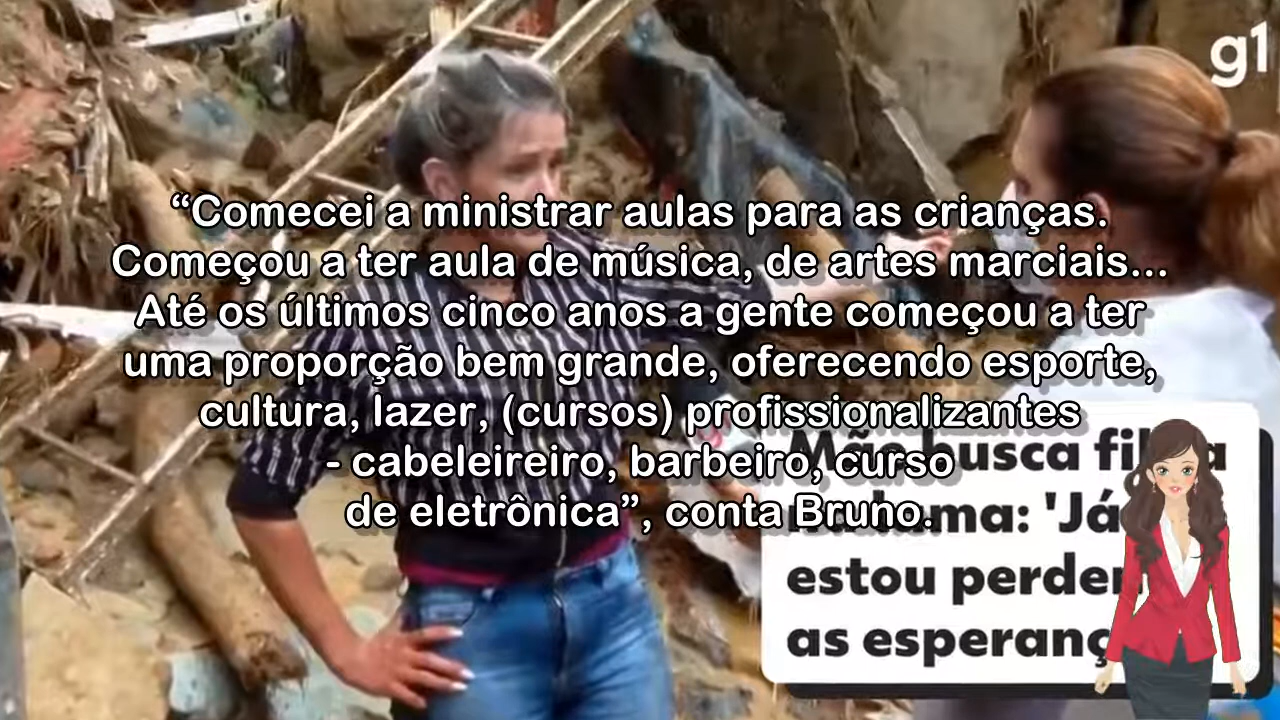 g1
“Comecei a ministrar aulas para as crianças.
Começou a ter aula de música, de artes marciais...
Até os últimos cinco anos a gente começou a ter
uma proporção bem grande, oferecendo esporte,
cultura, lazer, (cursos) profissionalizantes
- cabeleireiro, barbeiro, curso
de eletrônica”, conta Bruno.
busca
'Já
estou
as